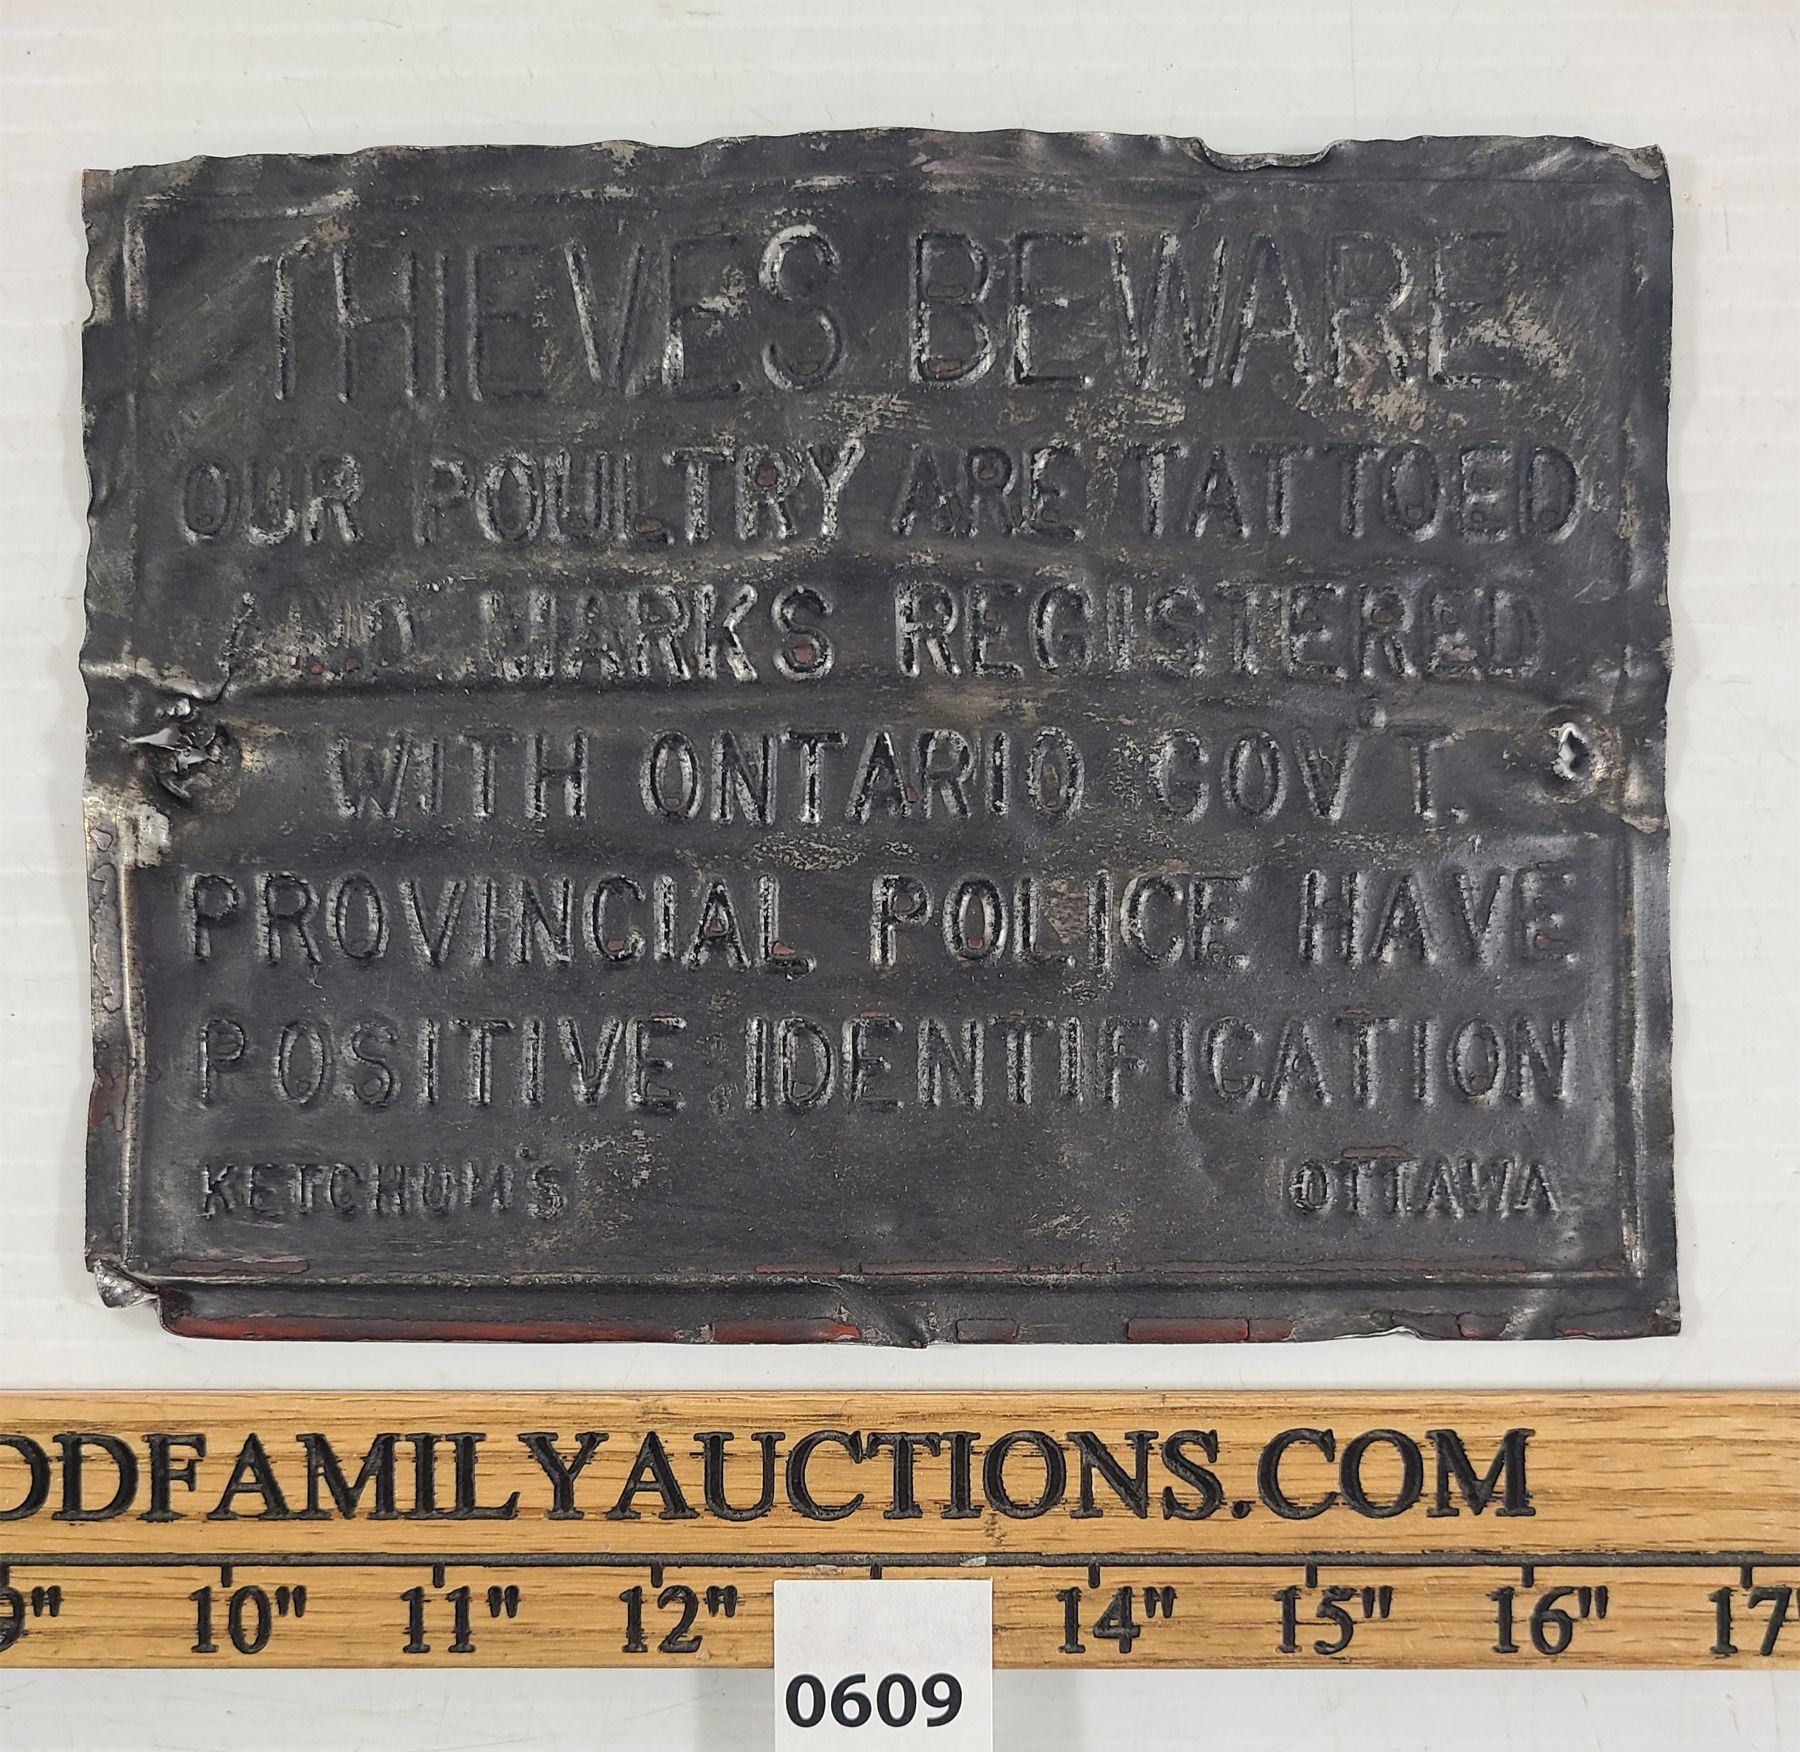 THIEVES BEWARE
OUR POULTRY ARE TATTOED
AND MARKS REGISTERED
WITH ONTARIO GOV'T.
PROVINCIAL POLICE HAVE
POSITIVE IDENTIFICATION
KETCHUM'S OTTAWA
ODFAMILYAUCTIONS.COM
9" 10" 11" 12" 14" 15" 16" 17
0609